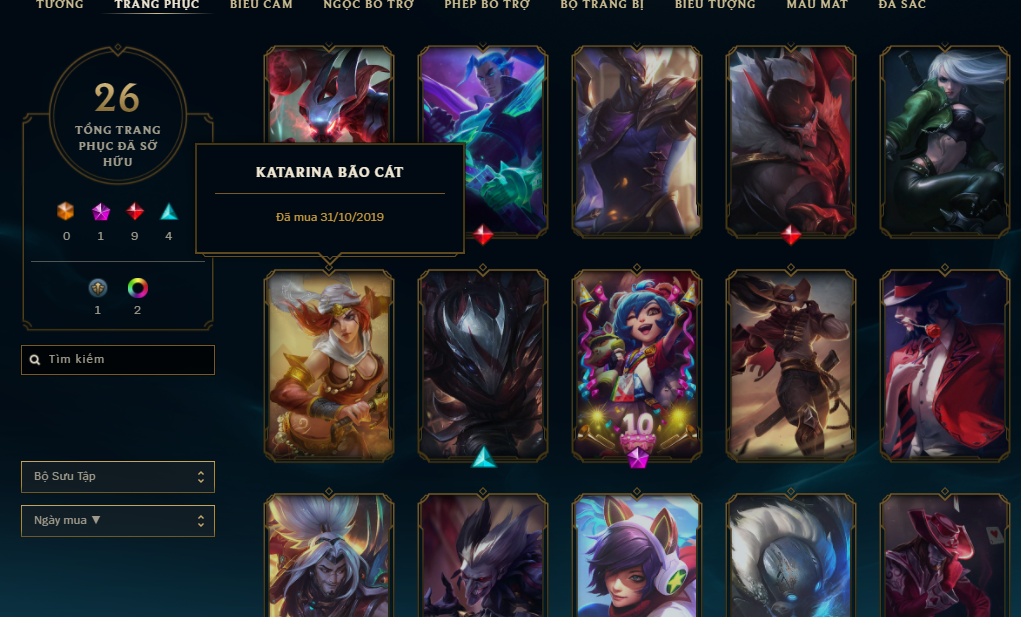 TƯỚNG TRANG PHỤC BIỂU CẢM NGỌC BỔ TRỢ PHÉP BỔ TRỢ BỘ TRANG BỊ BIỂU TƯỢNG MẪU MẮT ĐA SẮC
26
TỔNG TRANG
PHỤC ĐÃ SỞ
HỮU
0 1 9 4
1 2
KATARINA BÃO CÁT
Đã mua 31/10/2019
Tìm kiếm
10
Bộ Sưu Tập
Ngày mua ▼